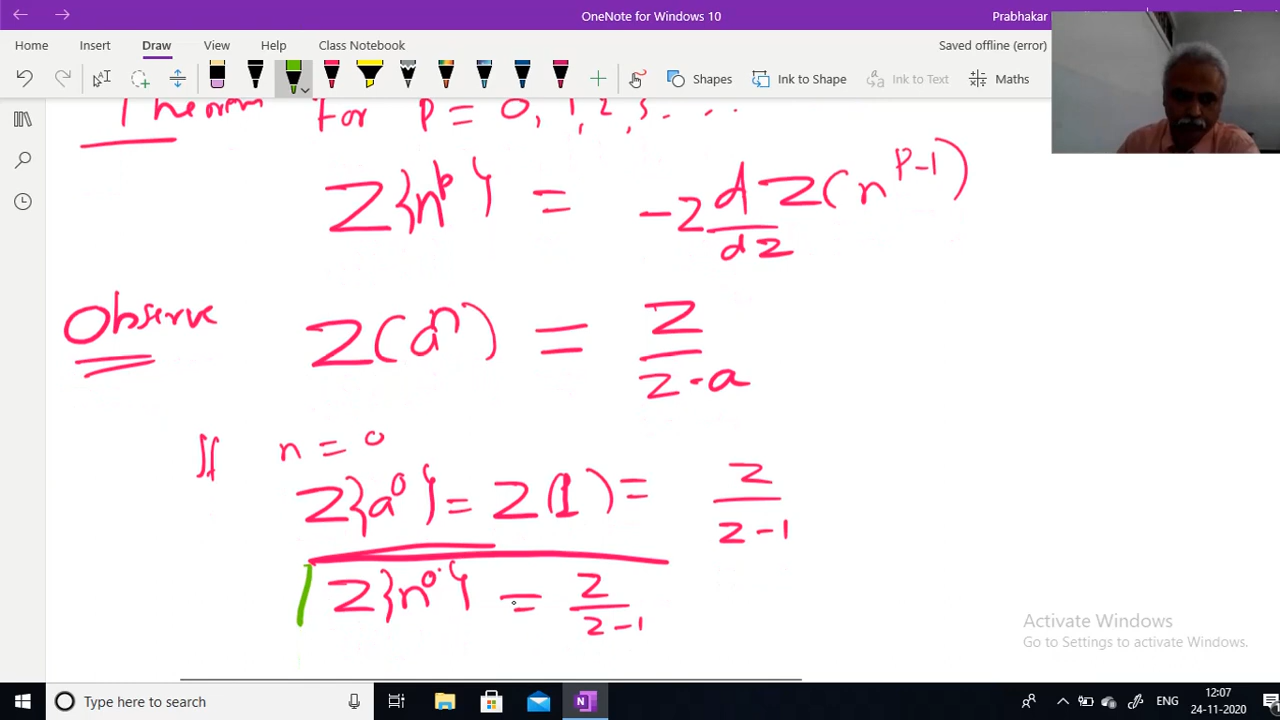 OneNote for Windows 10
Prabhakar
Home Insert Draw View Help Class Notebook
Saved offline (error)
Shapes Ink to Shape Ink to Text Maths
Theorem For p = 0, 1, 2, 3. . . .
Z{n^p} = -z d/dz Z(n^(p-1))
Observe Z(a^n) = z/(z-a)
If n = 0
Z{a^0} = Z(1) = z/(z-1)
Z{n^0} = z/(z-1)
Activate Windows
Go to Settings to activate Windows.
Type here to search
ENG
12:07
24-11-2020